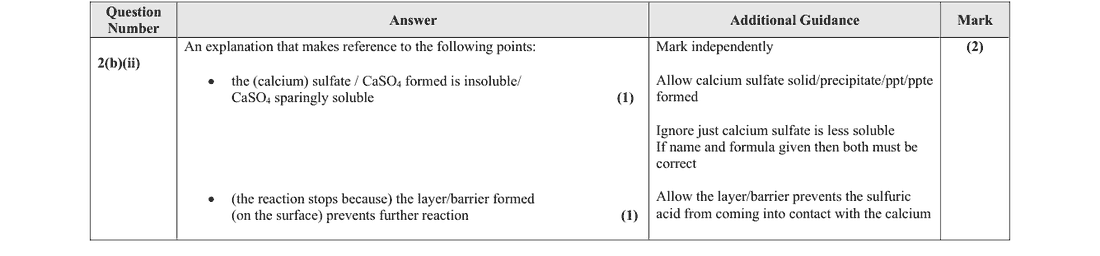 Question Number
Answer
Additional Guidance
Mark
2(b)(ii)
An explanation that makes reference to the following points:
• the (calcium) sulfate / CaSO₄ formed is insoluble/
CaSO₄ sparingly soluble (1)
• (the reaction stops because) the layer/barrier formed
(on the surface) prevents further reaction (1)
Mark independently
Allow calcium sulfate solid/precipitate/ppt/ppte
formed
Ignore just calcium sulfate is less soluble
If name and formula given then both must be
correct
Allow the layer/barrier prevents the sulfuric
acid from coming into contact with the calcium
(2)